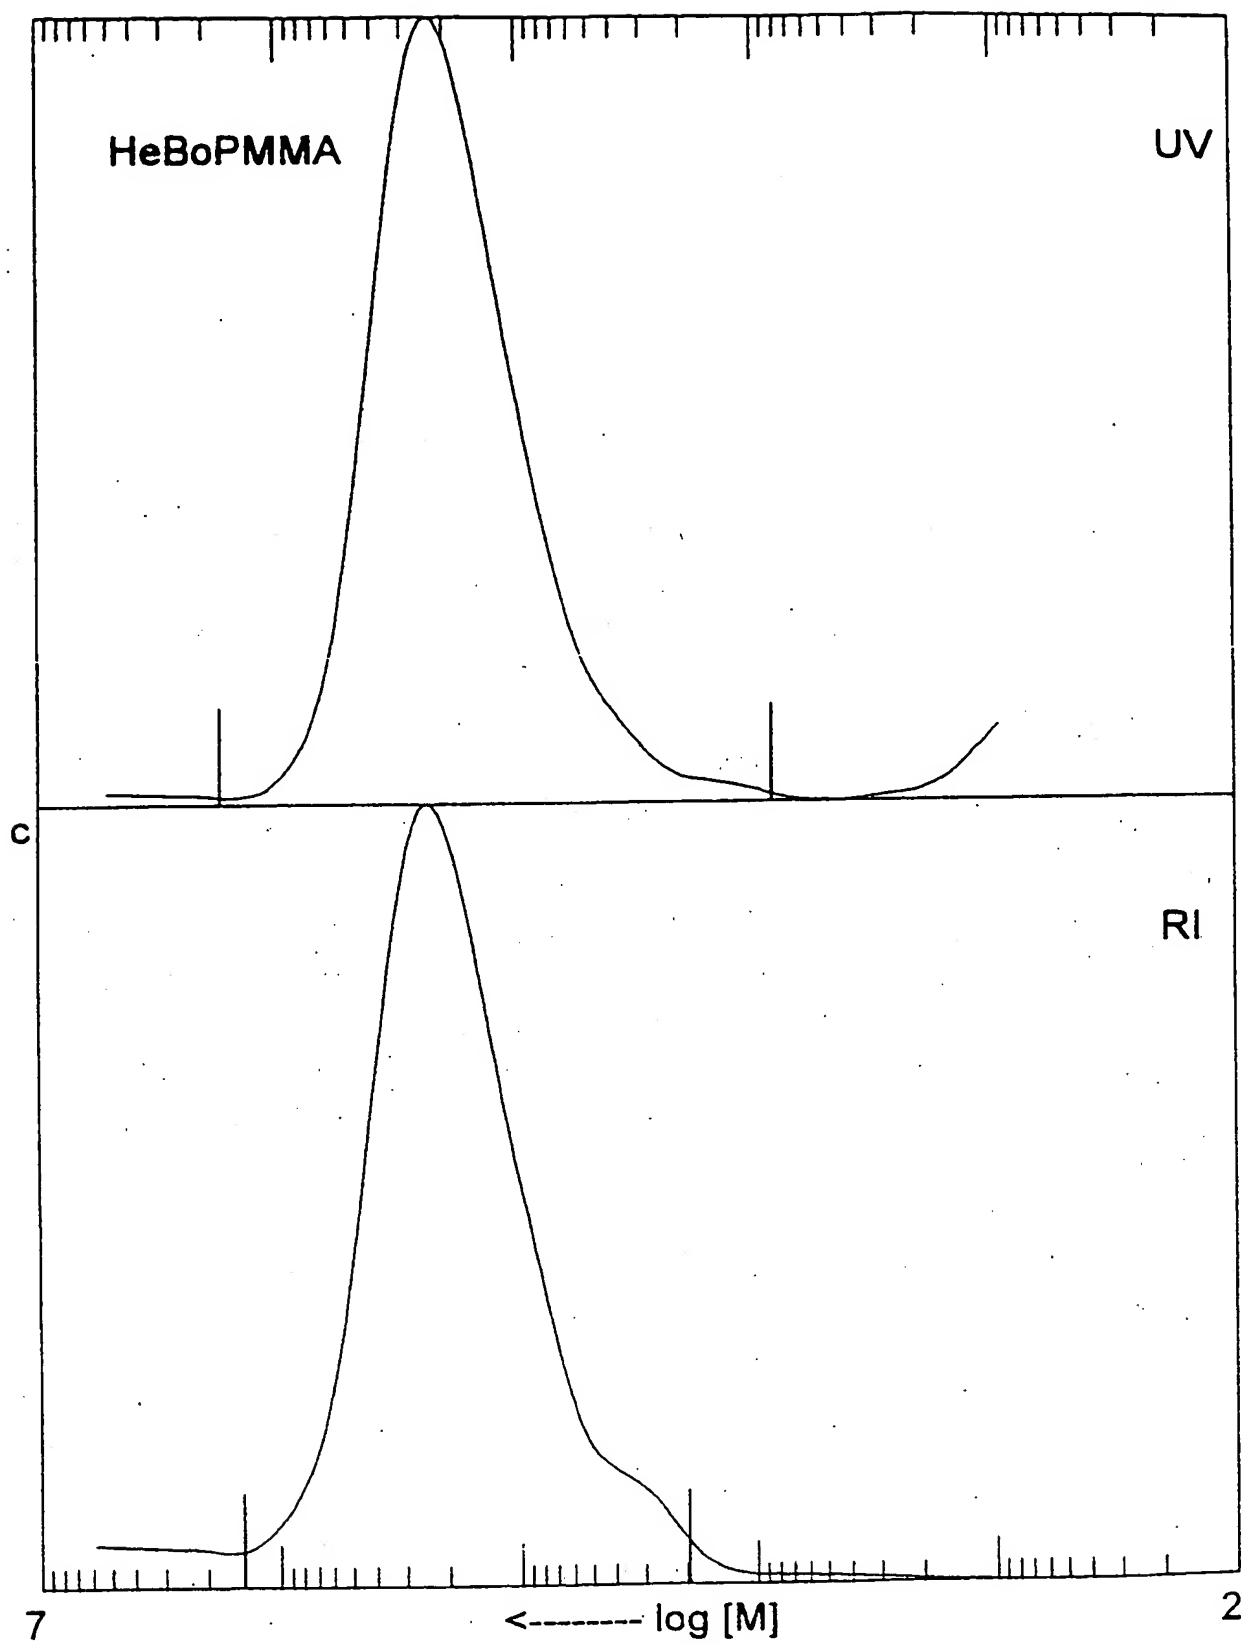 HeBoPMMA
UV
c
RI
7
<-------- log [M]
2